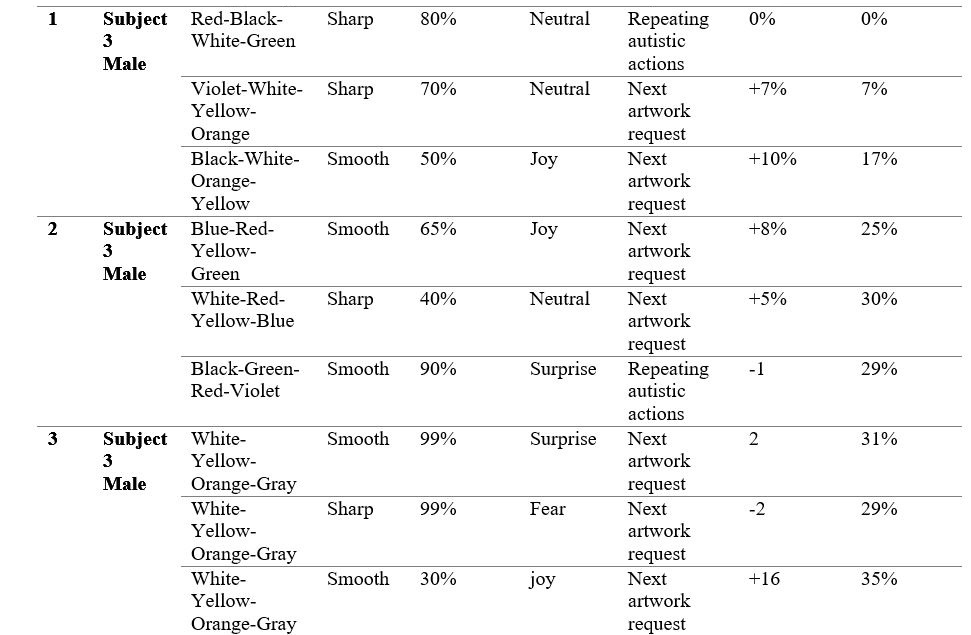 1 Subject 3 Male Red-Black-White-Green Sharp 80% Neutral Repeating autistic actions 0% 0%
Violet-White-Yellow-Orange Sharp 70% Neutral Next artwork request +7% 7%
Black-White-Orange-Yellow Smooth 50% Joy Next artwork request +10% 17%
2 Subject 3 Male Blue-Red-Yellow-Green Smooth 65% Joy Next artwork request +8% 25%
White-Red-Yellow-Blue Sharp 40% Neutral Next artwork request +5% 30%
Black-Green-Red-Violet Smooth 90% Surprise Repeating autistic actions -1 29%
3 Subject 3 Male White-Yellow-Orange-Gray Smooth 99% Surprise Next artwork request 2 31%
White-Yellow-Orange-Gray Sharp 99% Fear Next artwork request -2 29%
White-Yellow-Orange-Gray Smooth 30% joy Next artwork request +16 35%